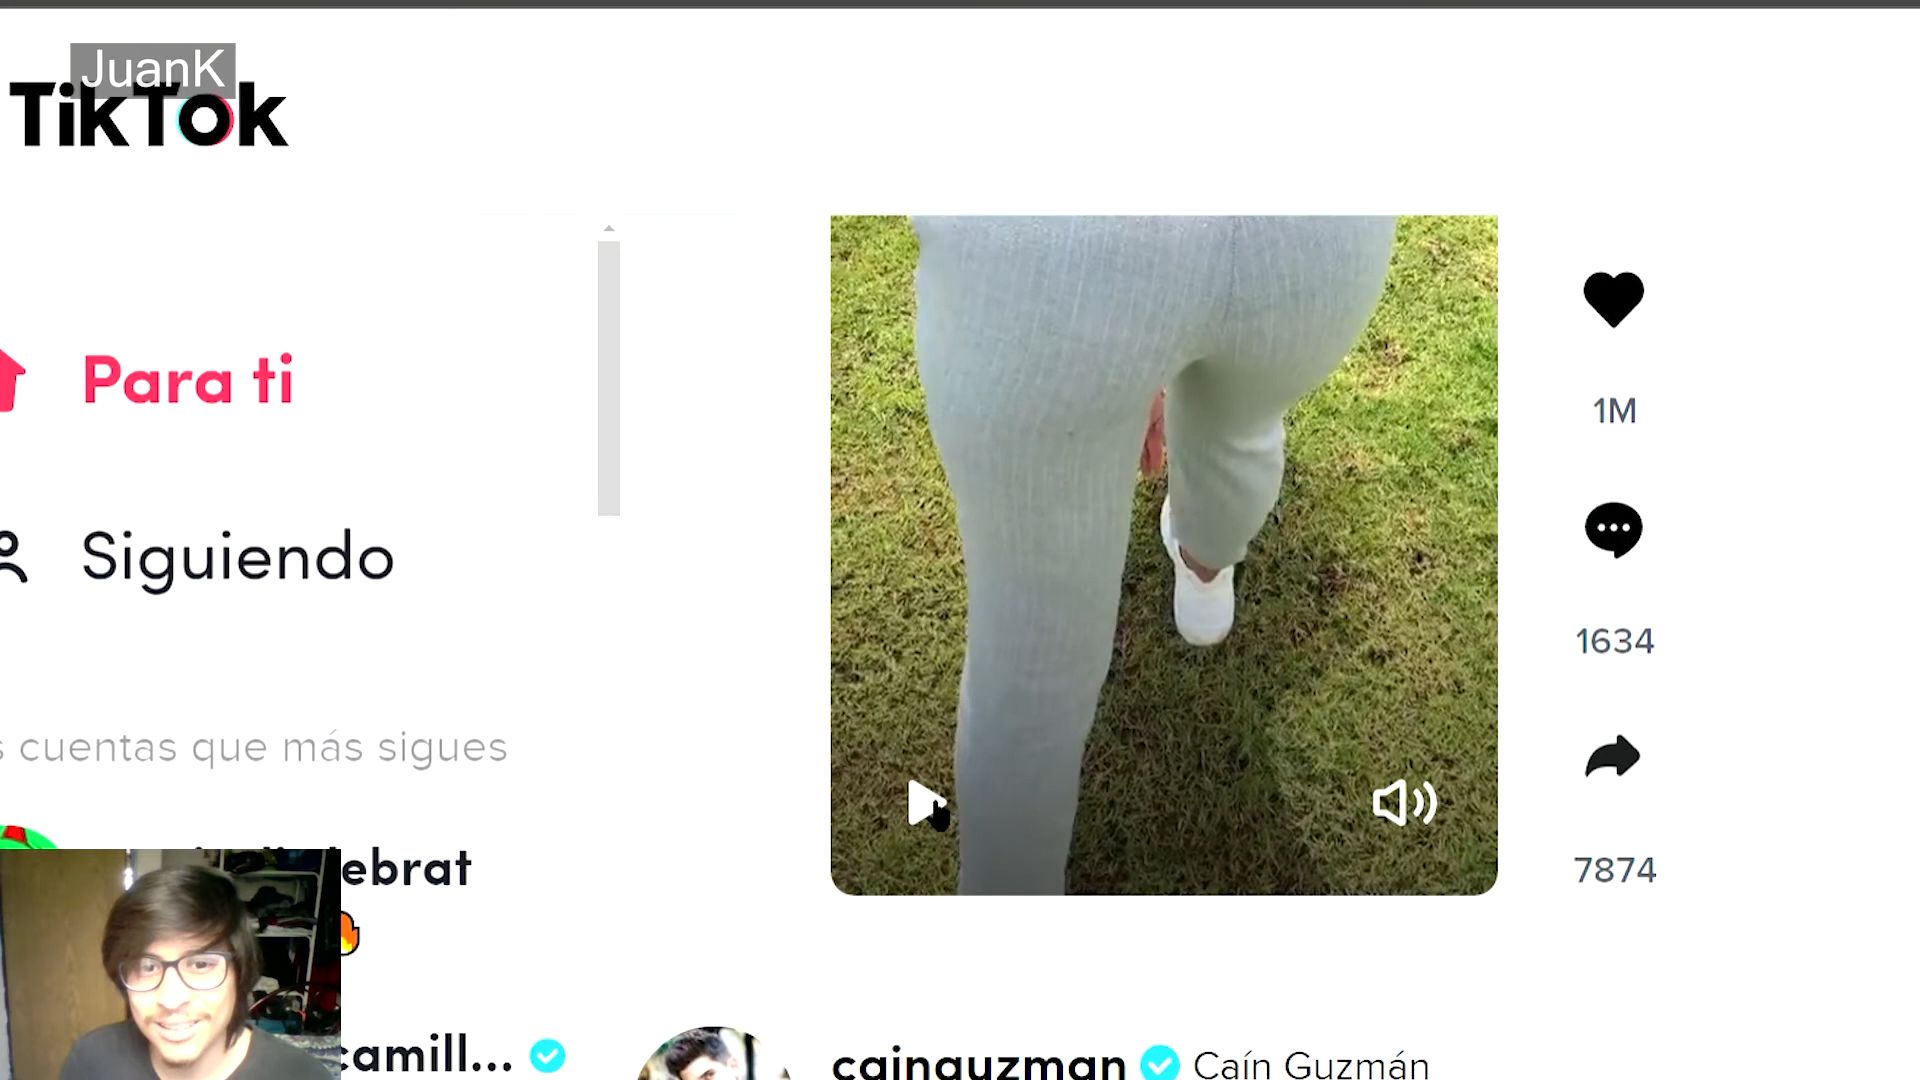 JuanK
TikTok
Para ti
Siguiendo
cuentas que más sigues
1M
1634
7874
ebrat
camill...
cainguzman Caín Guzmán